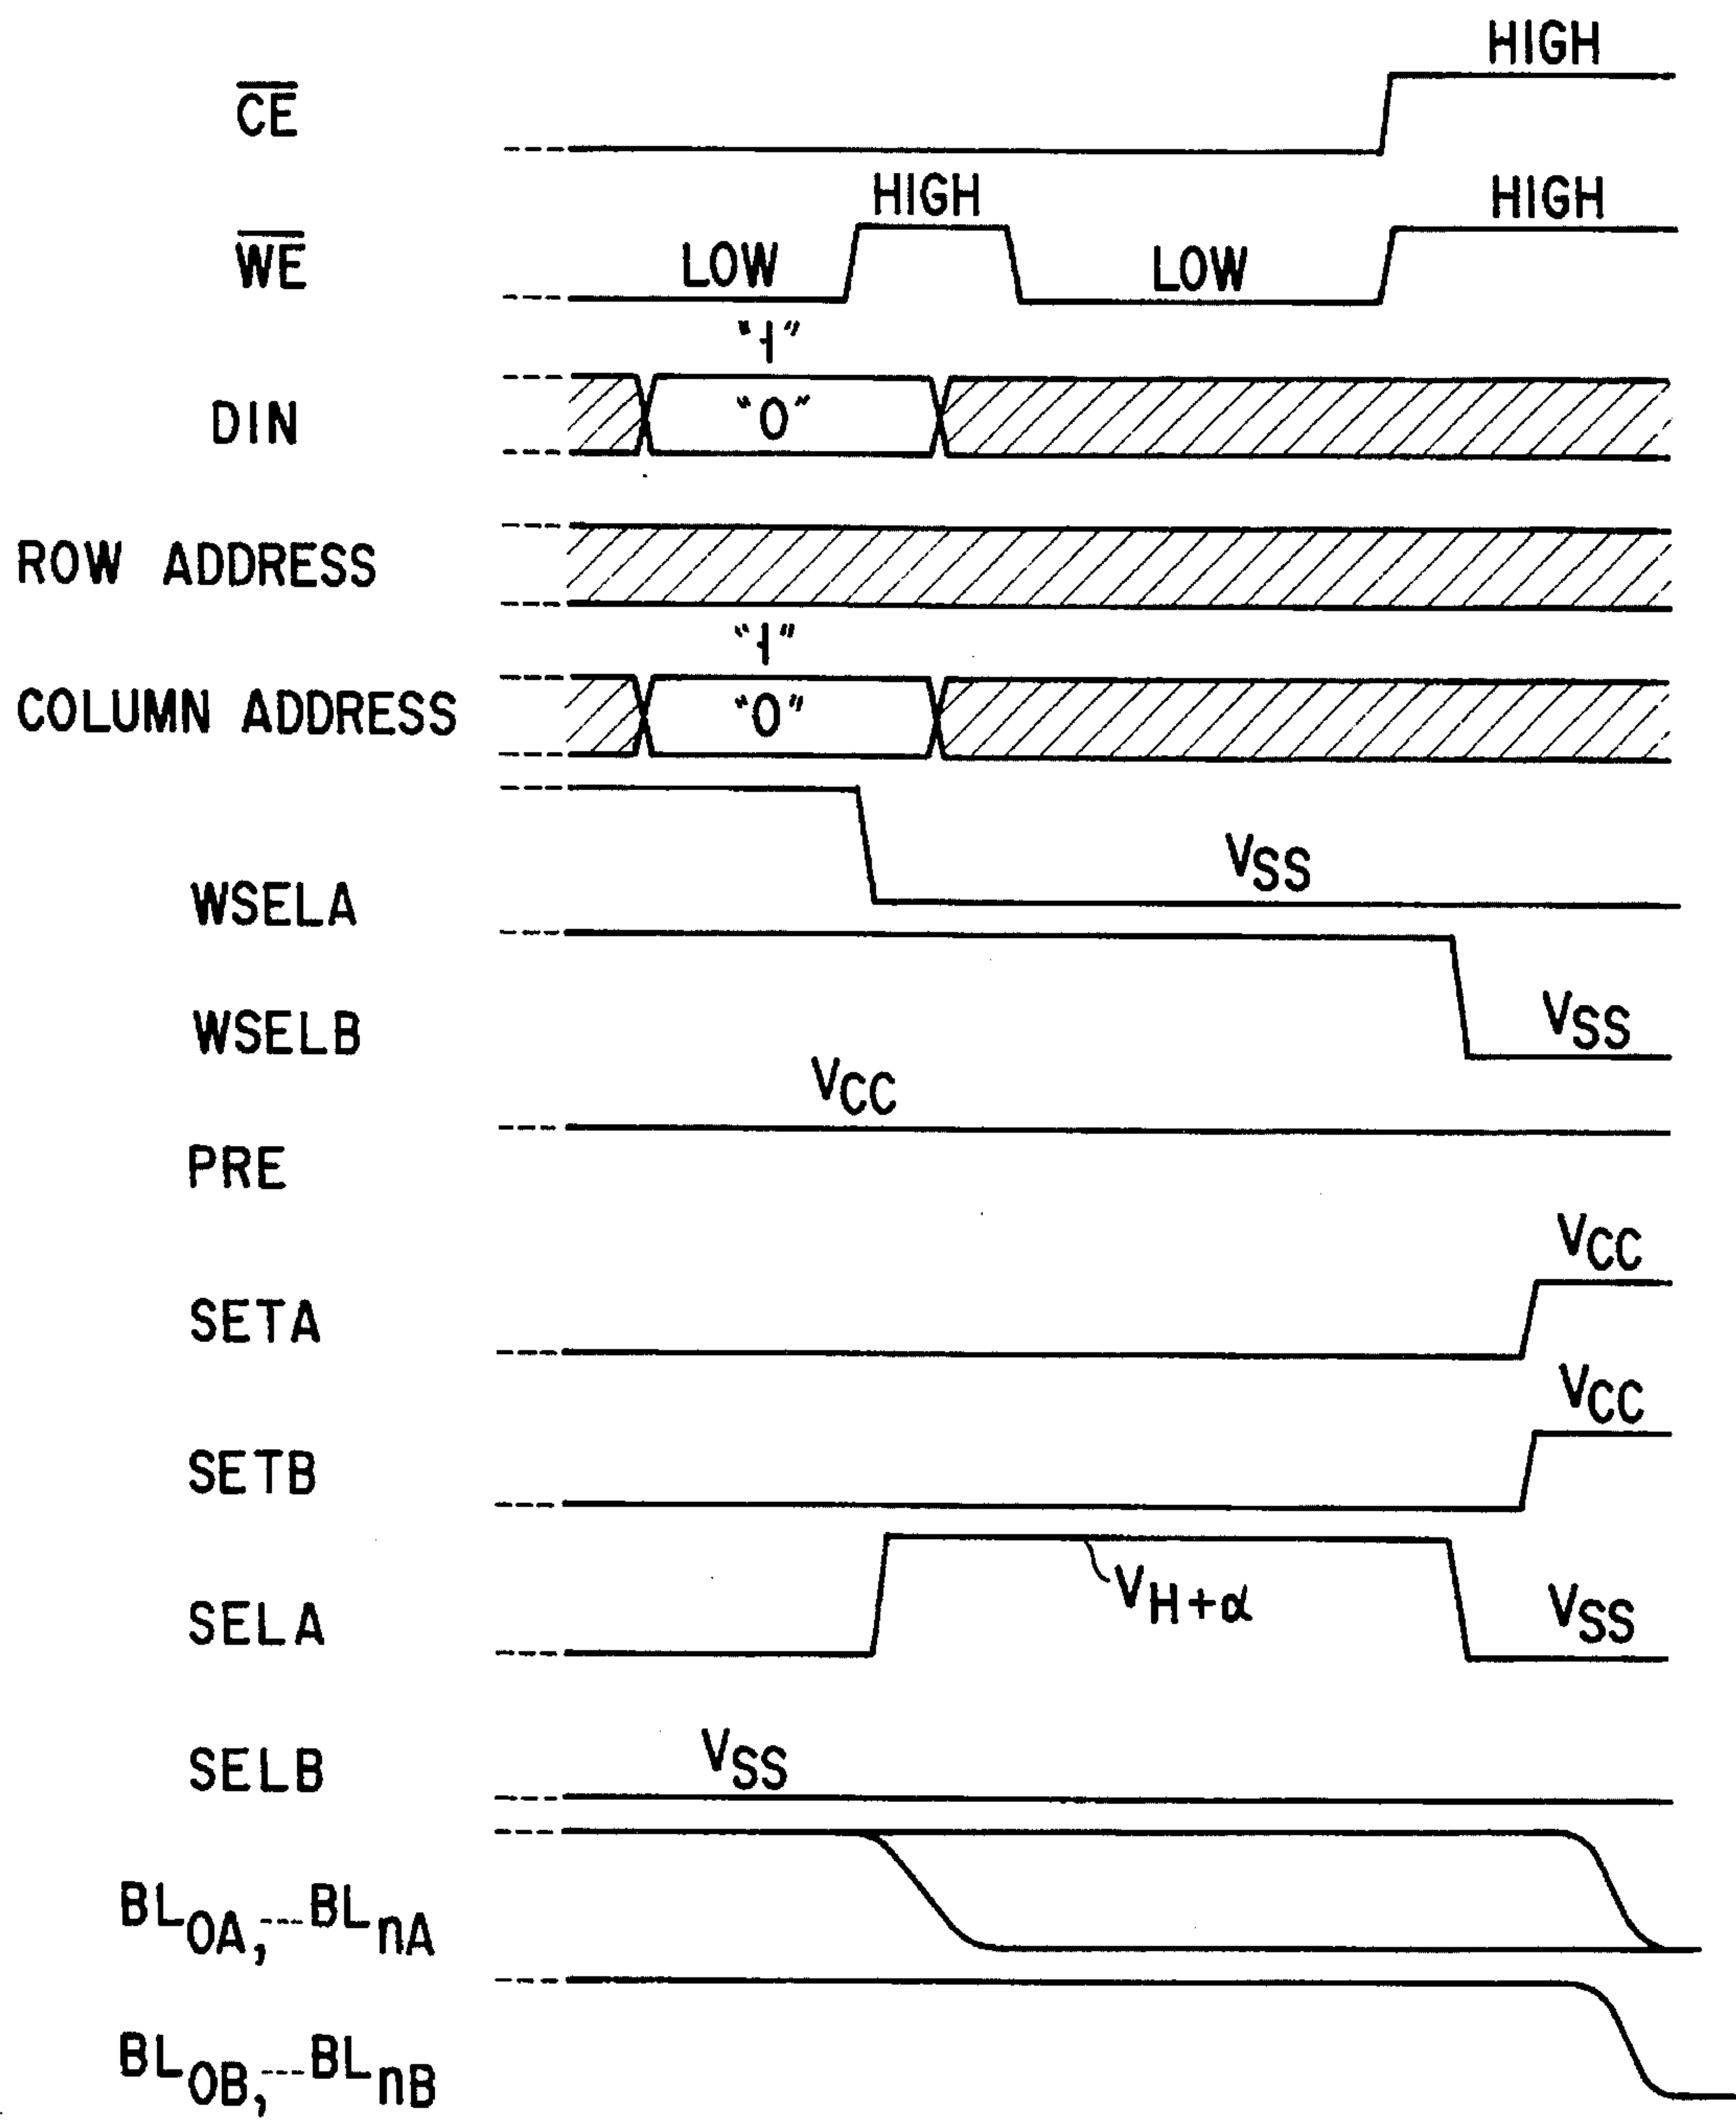 HIGH
CE
HIGH HIGH
WE LOW LOW
"1"
DIN "0"
ROW ADDRESS
"1"
COLUMN ADDRESS "0"
WSELA VSS
WSELB VSS
VCC
PRE
VCC
SETA
VCC
SETB
SELA VH+α VSS
SELB VSS
BL0A,---BLnA
BL0B,---BLnB